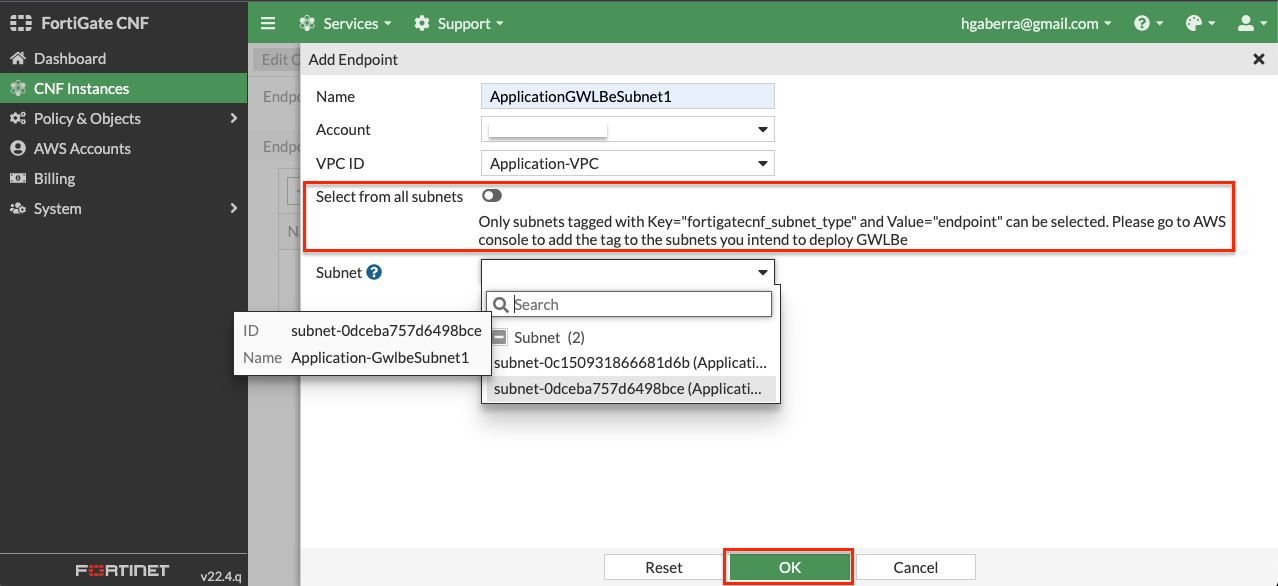 FortiGate CNF
Services
Support
hgaberra@gmail.com
Dashboard
CNF Instances
Policy & Objects
AWS Accounts
Billing
System
Edit C
Add Endpoint
Endpo
Name
ApplicationGWLBeSubnet1
Account
Endpo
VPC ID
Application-VPC
Select from all subnets
Only subnets tagged with Key="fortigatecnf_subnet_type" and Value="endpoint" can be selected. Please go to AWS
console to add the tag to the subnets you intend to deploy GWLBe
N
Subnet
Search
ID subnet-0dceba757d6498bce
Name Application-GwlbeSubnet1
Subnet (2)
subnet-0c150931866681d6b (Applicati...
subnet-0dceba757d6498bce (Applicati...
Reset
OK
Cancel
FORTINET
v22.4.q